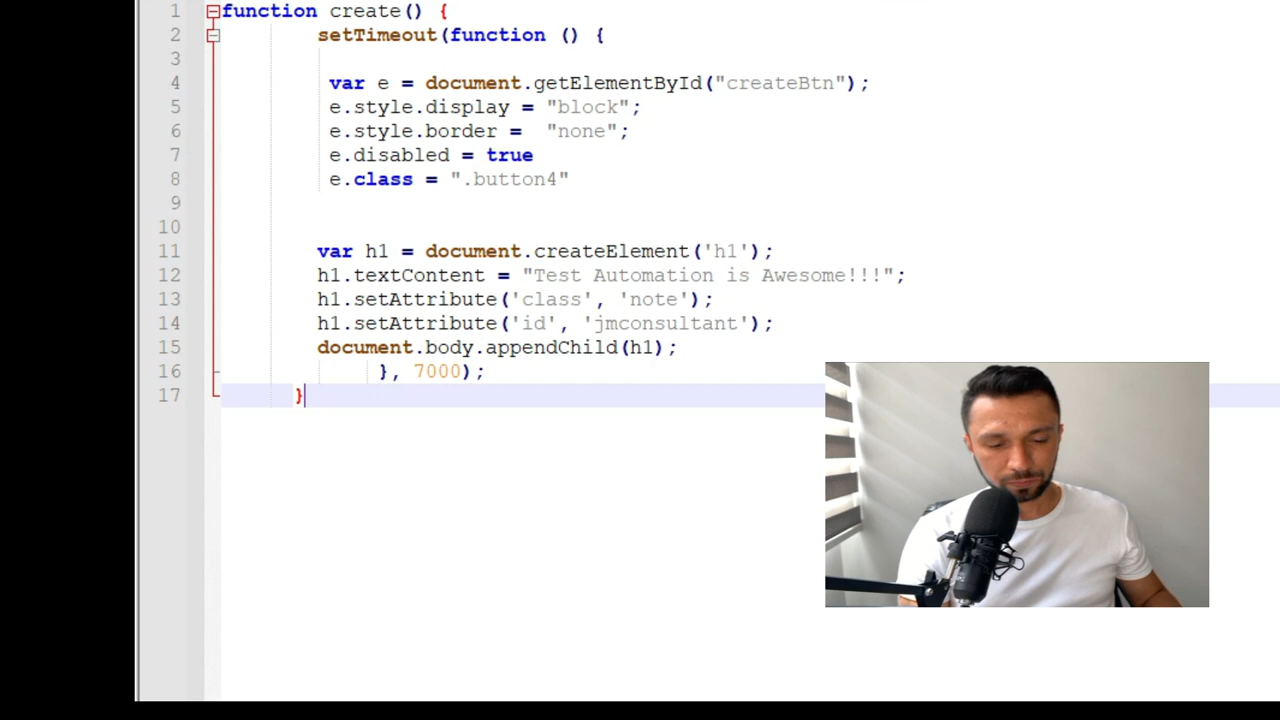 1 function create() {
2 setTimeout(function () {
3
4 var e = document.getElementById("createBtn");
5 e.style.display = "block";
6 e.style.border =  "none";
7 e.disabled = true
8 e.class = ".button4"
9
10
11 var h1 = document.createElement('h1');
12 h1.textContent = "Test Automation is Awesome!!!";
13 h1.setAttribute('class', 'note');
14 h1.setAttribute('id', 'jmconsultant');
15 document.body.appendChild(h1);
16 }, 7000);
17 }